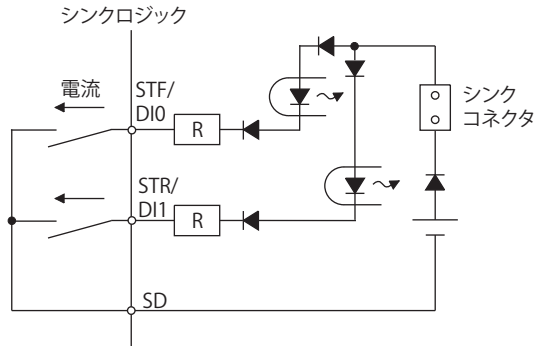 シンクロジック
電流
STF/
DI0
R
シンク
コネクタ
STR/
DI1
R
SD